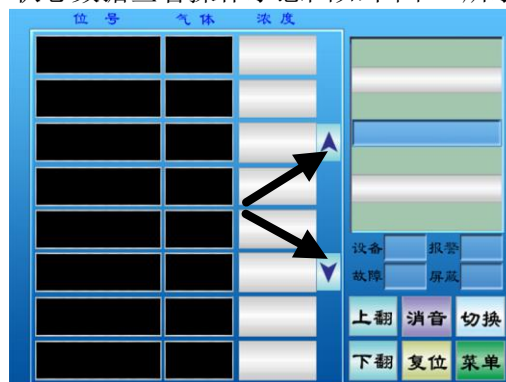 位号 气体 浓度
设备 报警
故障 屏蔽
上翻 消音 切换
下翻 复位 菜单